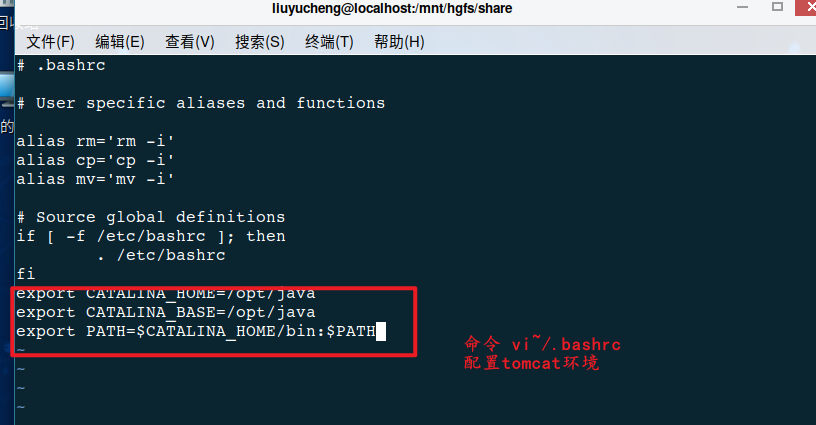 liuyucheng@localhost:/mnt/hgfs/share
文件(F) 编辑(E) 查看(V) 搜索(S) 终端(T) 帮助(H)
# .bashrc
# User specific aliases and functions
alias rm='rm -i'
alias cp='cp -i'
alias mv='mv -i'
# Source global definitions
if [ -f /etc/bashrc ]; then
        . /etc/bashrc
fi
export CATALINA_HOME=/opt/java
export CATALINA_BASE=/opt/java
export PATH=$CATALINA_HOME/bin:$PATH
~
~
~
~
命令 vi~/.bashrc
配置tomcat环境
回收
的